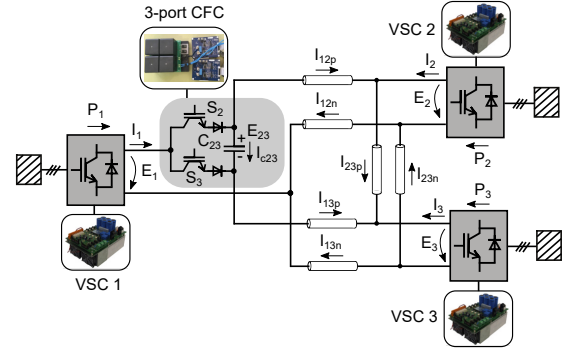 3-port CFC
VSC 2
I12p
I2
S2
I12n
E2
P1
C23
+
E23
I1
-
Ic23
P2
S3
I23p
I23n
E1
P3
I13p
I3
I13n
E3
VSC 1
VSC 3